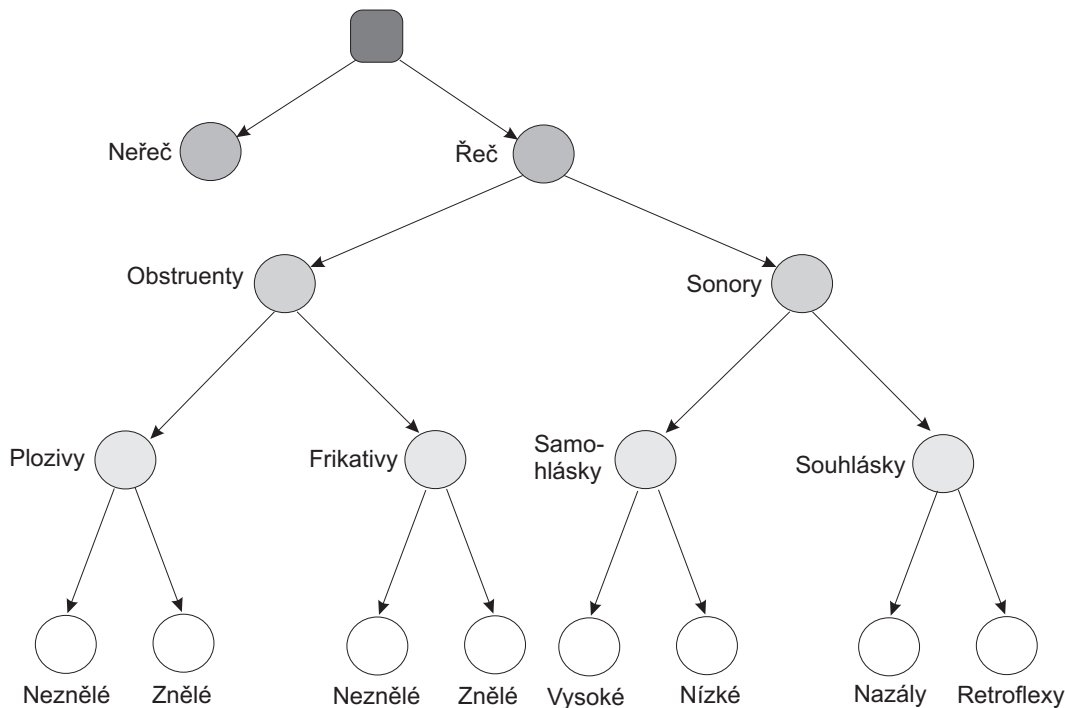 Neřeč
Řeč
Obstruenty
Sonory
Plozivy
Frikativy
Samo-
hlásky
Souhlásky
Neznělé
Znělé
Neznělé
Znělé
Vysoké
Nízké
Nazály
Retroflexy